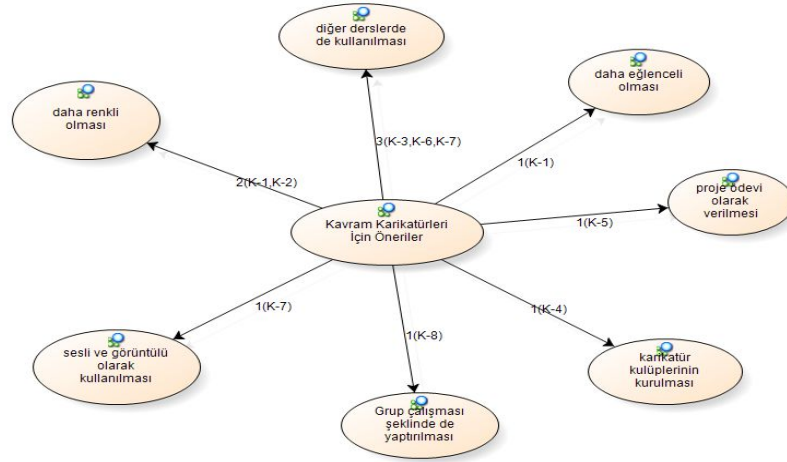 diğer derslerde
de kullanılması
daha eğlenceli
olması
daha renkli
olması
3(K-3,K-6,K-7)
1(K-1)
2(K-1,K-2)
proje ödevi
olarak
verilmesi
Kavram Karikatürleri
İçin Öneriler
1(K-5)
1(K-7)
1(K-8)
1(K-4)
sesli ve görüntülü
olarak
kullanılması
karikatür
kulüplerinin
kurulması
Grup çalışması
şeklinde de
yaptırılması